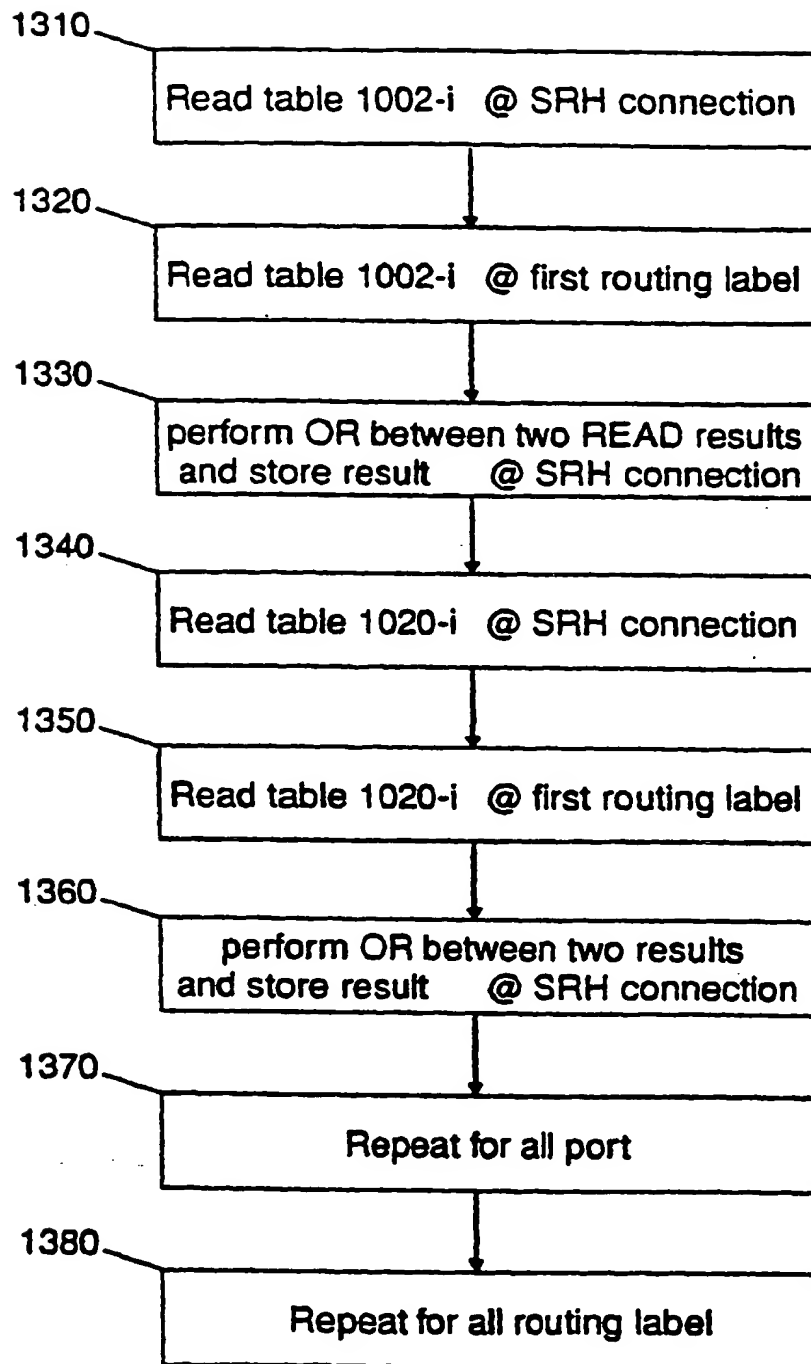 1310
Read table 1002-i @ SRH connection
1320
Read table 1002-i @ first routing label
1330
perform OR between two READ results
and store result @ SRH connection
1340
Read table 1020-i @ SRH connection
1350
Read table 1020-i @ first routing label
1360
perform OR between two results
and store result @ SRH connection
1370
Repeat for all port
1380
Repeat for all routing label